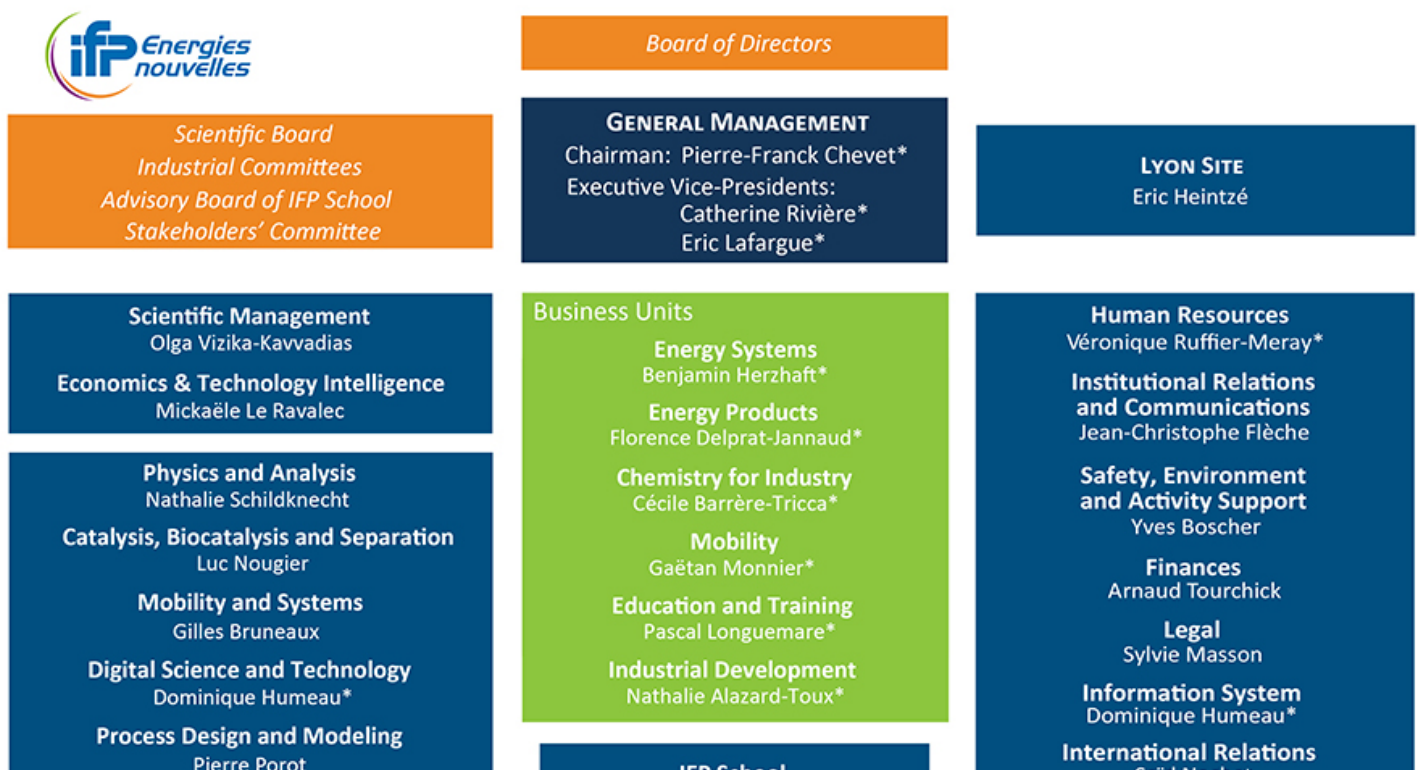 ifp Energies
nouvelles
Board of Directors
Scientific Board
Industrial Committees
Advisory Board of IFP School
Stakeholders’ Committee
GENERAL MANAGEMENT
Chairman: Pierre-Franck Chevet*
Executive Vice-Presidents:
Catherine Rivière*
Eric Lafargue*
LYON SITE
Eric Heintzé
Scientific Management
Olga Vizika-Kavvadias
Economics & Technology Intelligence
Mickaële Le Ravalec
Physics and Analysis
Nathalie Schildknecht
Catalysis, Biocatalysis and Separation
Luc Nougier
Mobility and Systems
Gilles Bruneaux
Digital Science and Technology
Dominique Humeau*
Process Design and Modeling
Pierre Porot
Business Units
Energy Systems
Benjamin Herzhaft*
Energy Products
Florence Delprat-Jannaud*
Chemistry for Industry
Cécile Barrère-Tricca*
Mobility
Gaëtan Monnier*
Education and Training
Pascal Longuemare*
Industrial Development
Nathalie Alazard-Toux*
IFP School
Human Resources
Véronique Ruffier-Meray*
Institutional Relations
and Communications
Jean-Christophe Flèche
Safety, Environment
and Activity Support
Yves Boscher
Finances
Arnaud Tourchick
Legal
Sylvie Masson
Information System
Dominique Humeau*
International Relations